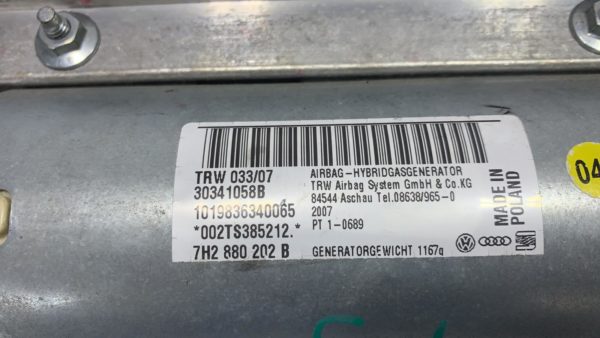 TRW 033/07
30341058B
1019836340065
*002TS385212.*
7H2 880 202 B
AIRBAG-HYBRIDGASGENERATOR
TRW Airbag System GmbH & Co.KG
84544 Aschau Tel.08638/965-0
2007
PT 1-0689
GENERATORGEWICHT 1167g
MADE IN
POLAND
04